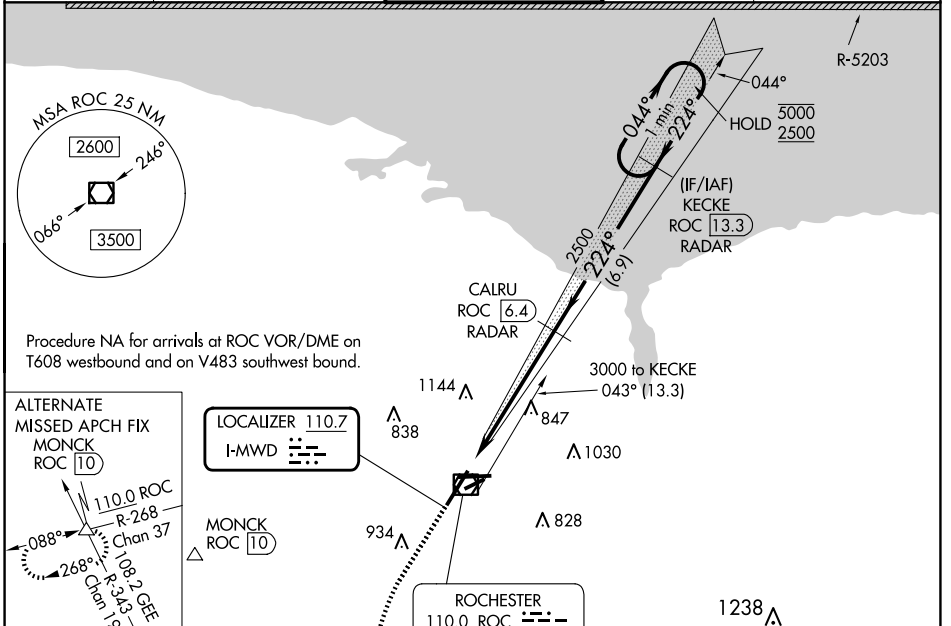 R-5203
MSA ROC 25 NM
2600
246°
066°
3500
044°
044°
1 min
224°
HOLD
5000
2500
(IF/IAF)
KECKE
ROC 13.3
RADAR
2500
224°
(6.9)
CALRU
ROC 6.4
RADAR
Procedure NA for arrivals at ROC VOR/DME on
T608 westbound and on V483 southwest bound.
3000 to KECKE
043° (13.3)
1144
838
847
1030
828
934
1238
ALTERNATE
MISSED APCH FIX
MONCK
ROC 10
110.0 ROC
R-268
Chan 37
088°
268°
108.2 GEE
R-343
Chan 19
LOCALIZER 110.7
I-MWD
MONCK
ROC 10
ROCHESTER
110.0 ROC